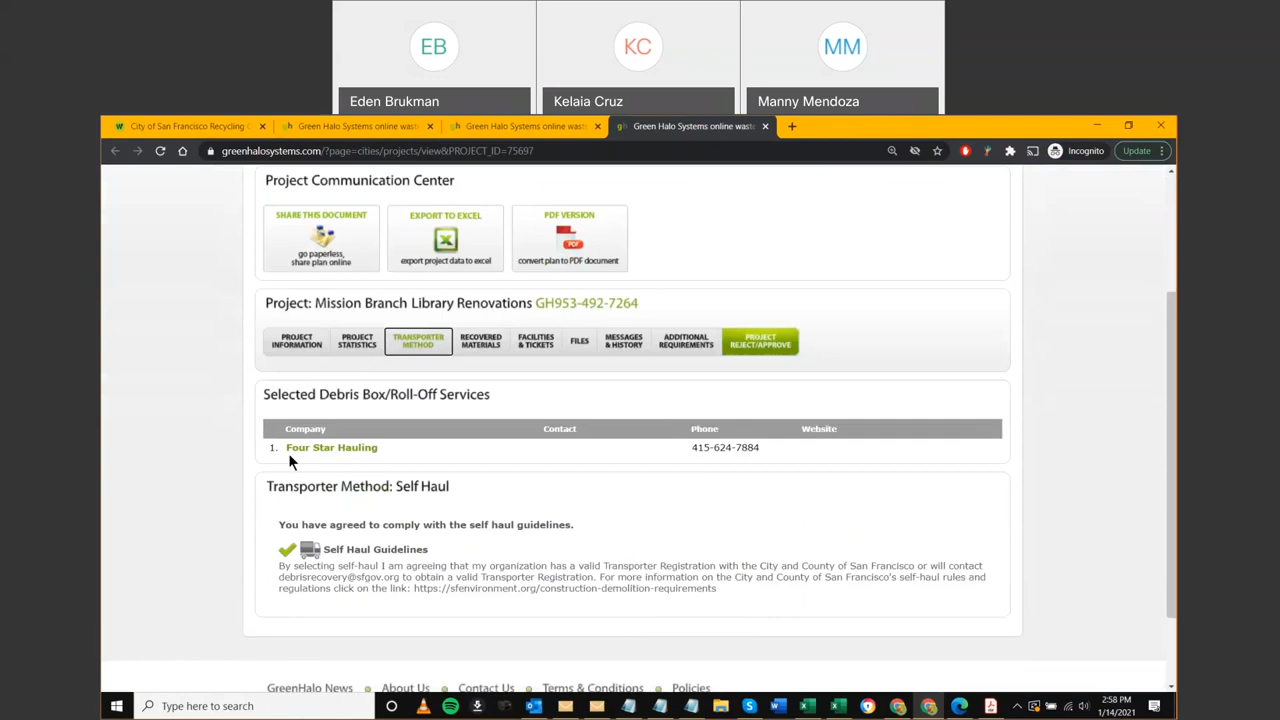 EB
KC
MM
Eden Brukman
Kelaia Cruz
Manny Mendoza
City of San Francisco Recycling
Green Halo Systems online waste
Green Halo Systems online waste
Green Halo Systems online waste
greenhalosystems.com/?page=cities/projects/view&PROJECT_ID=75697
Incognito
Update
Project Communication Center
SHARE THIS DOCUMENT
go paperless,
share plan online
EXPORT TO EXCEL
export project data to excel
PDF VERSION
convert plan to PDF document
Project: Mission Branch Library Renovations GH953-492-7264
PROJECT
INFORMATION
PROJECT
STATISTICS
TRANSPORTER
METHOD
RECOVERED
MATERIALS
FACILITIES
& TICKETS
FILES
MESSAGES
& HISTORY
ADDITIONAL
REQUIREMENTS
PROJECT
REJECT/APPROVE
Selected Debris Box/Roll-Off Services
Company Contact Phone Website
1. Four Star Hauling 415-624-7884
Transporter Method: Self Haul
You have agreed to comply with the self haul guidelines.
Self Haul Guidelines
By selecting self-haul I am agreeing that my organization has a valid Transporter Registration with the City and County of San Francisco or will contact
debrisrecovery@sfgov.org to obtain a valid Transporter Registration. For more information on the City and County of San Francisco's self-haul rules and
regulations click on the link: https://sfenvironment.org/construction-demolition-requirements
GreenHalo News About Us Contact Us Terms & Conditions Policies
Type here to search
2:58 PM
1/14/2021